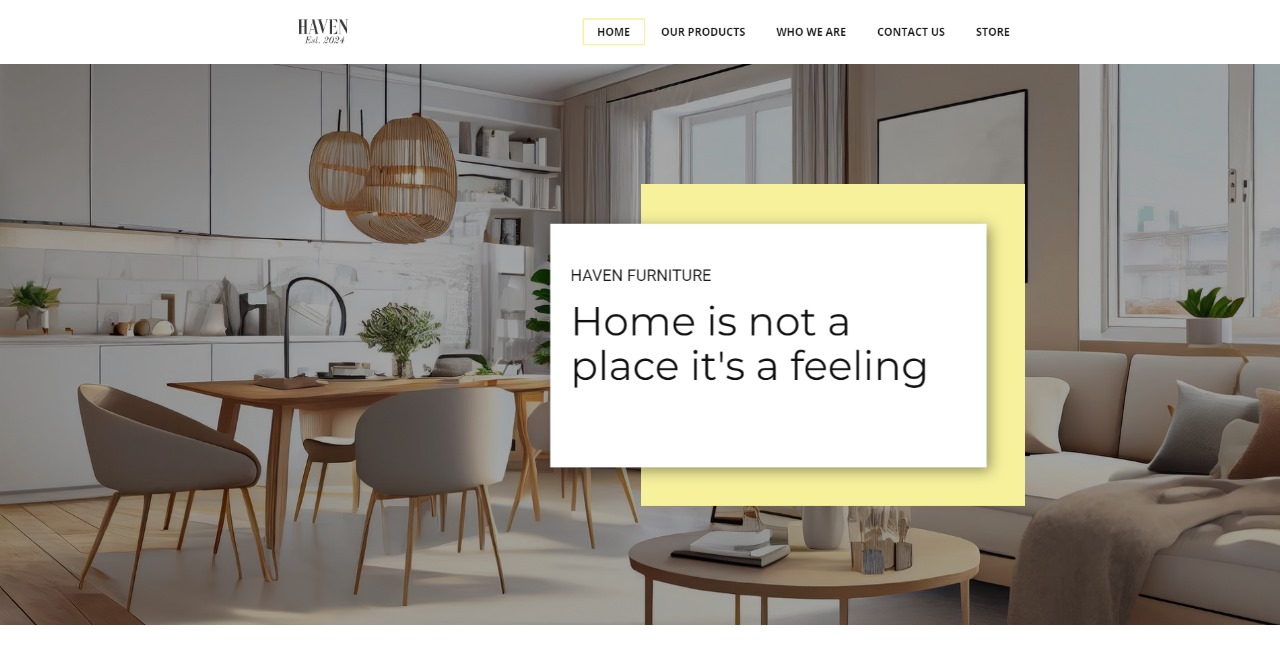 HAVEN
Est. 2024
HOME OUR PRODUCTS WHO WE ARE CONTACT US STORE
HAVEN FURNITURE
Home is not a
place it's a feeling